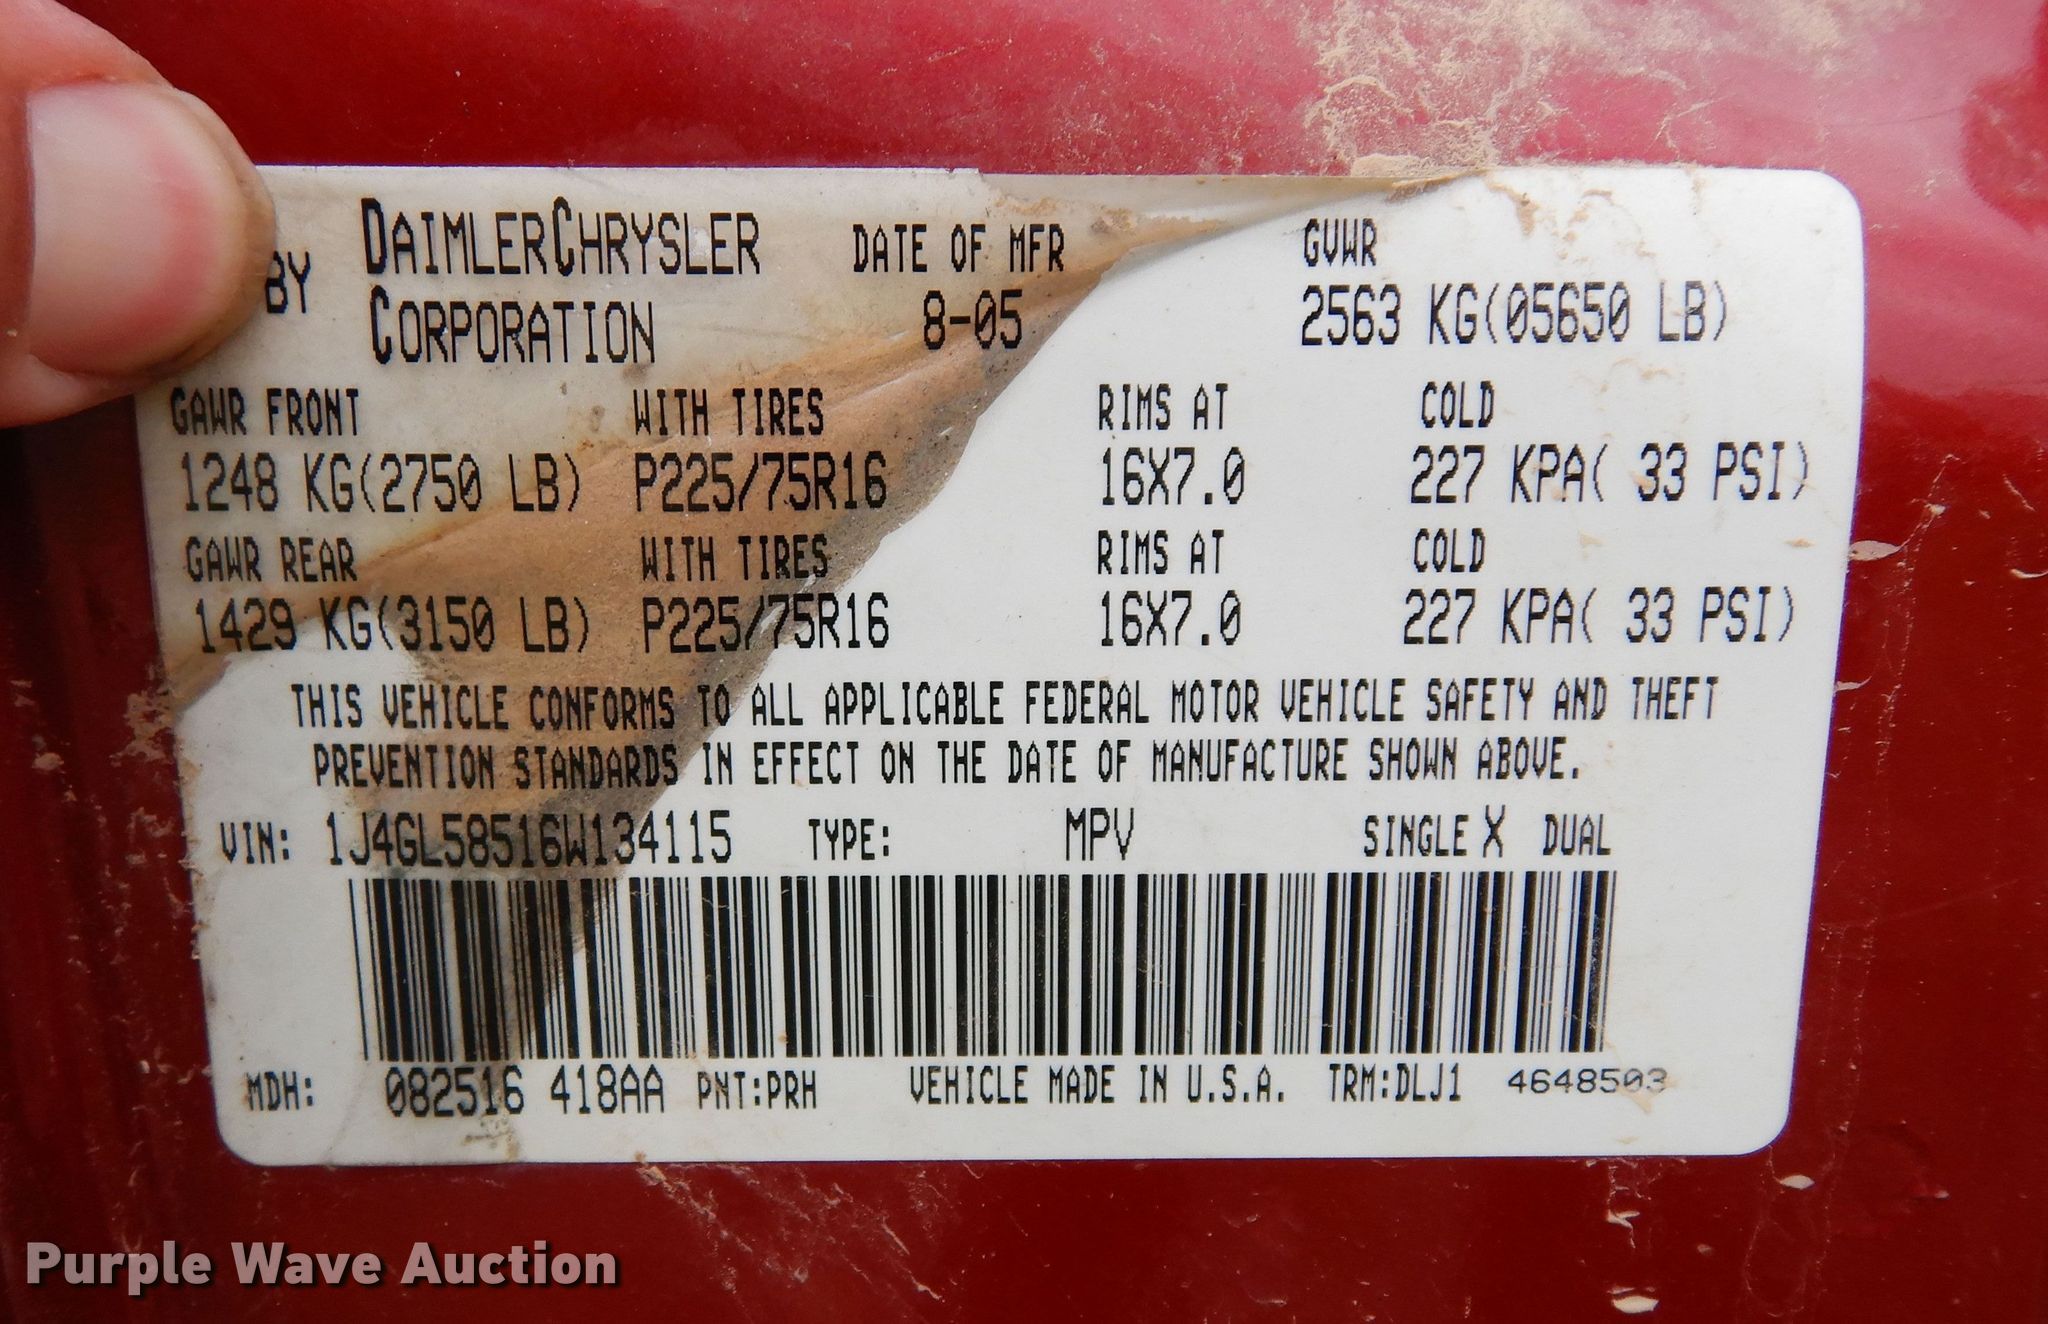 BY DAIMLERCHRYSLER CORPORATION DATE OF MFR 8-05 GVWR 2563 KG(05650 LB)
GAWR FRONT WITH TIRES RIMS AT COLD
1248 KG(2750 LB) P225/75R16 16X7.0 227 KPA( 33 PSI)
GAWR REAR WITH TIRES RIMS AT COLD
1429 KG(3150 LB) P225/75R16 16X7.0 227 KPA( 33 PSI)
THIS VEHICLE CONFORMS TO ALL APPLICABLE FEDERAL MOTOR VEHICLE SAFETY AND THEFT
PREVENTION STANDARDS IN EFFECT ON THE DATE OF MANUFACTURE SHOWN ABOVE.
VIN: 1J4GL58516W134115 TYPE: MPV SINGLE X DUAL
MDH: 082516 418AA PNT:PRH VEHICLE MADE IN U.S.A. TRM:DLJ1 4648503
Purple Wave Auction